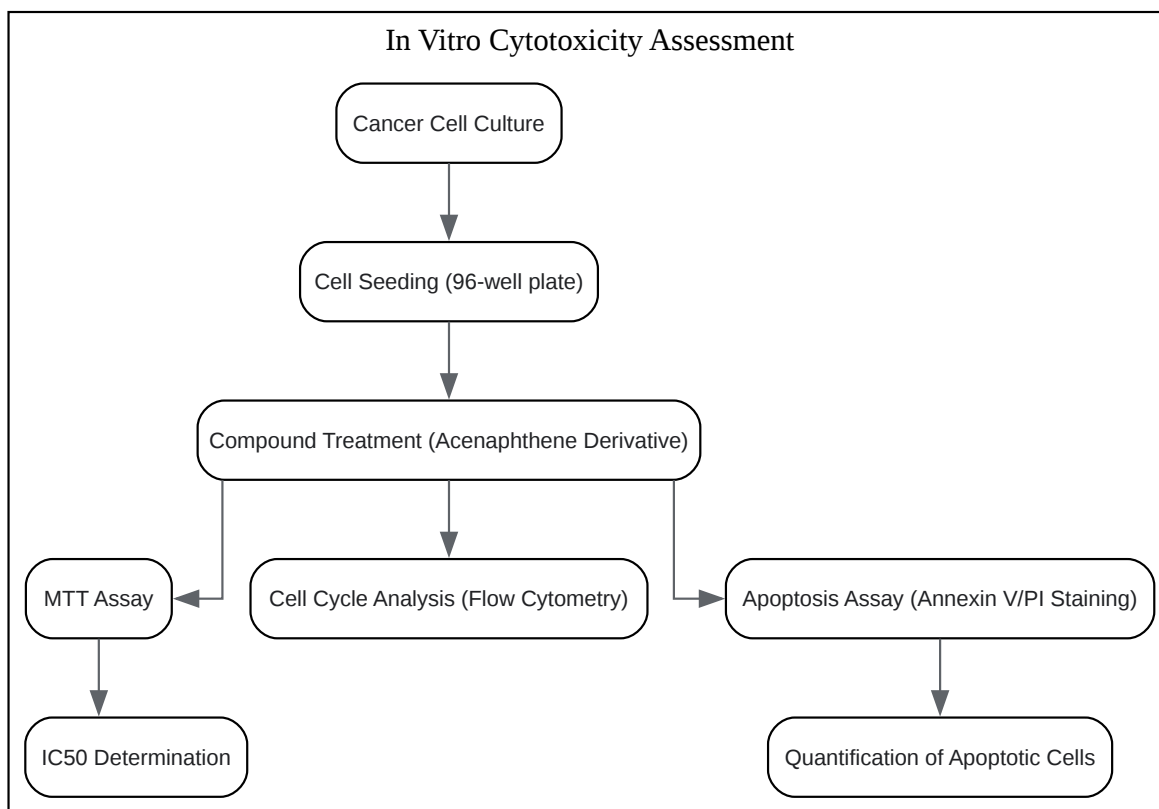 In Vitro Cytotoxicity Assessment
Cancer Cell Culture
Cell Seeding (96-well plate)
Compound Treatment (Acenaphthene Derivative)
MTT Assay
Cell Cycle Analysis (Flow Cytometry)
Apoptosis Assay (Annexin V/PI Staining)
IC50 Determination
Quantification of Apoptotic Cells